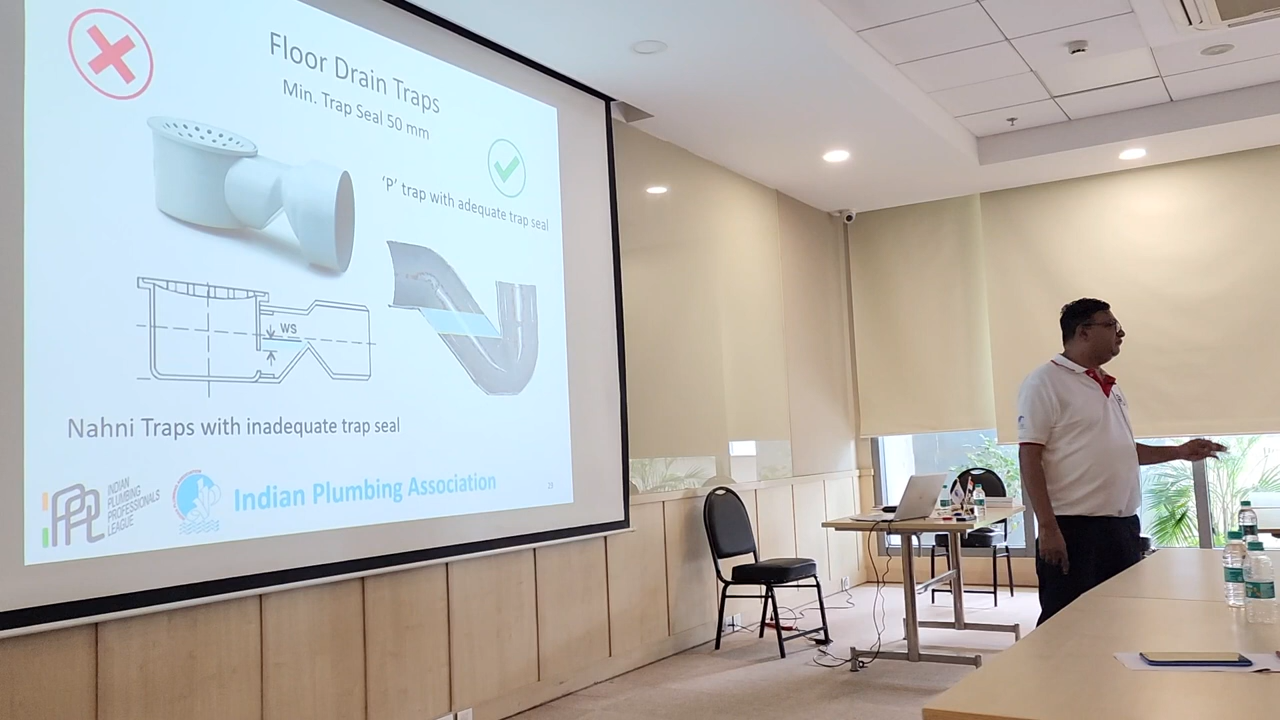 Floor Drain Traps
Min. Trap Seal 50 mm
'P' trap with adequate trap seal
WS
Nahni Traps with inadequate trap seal
IPPL
INDIAN
PLUMBING
PROFESSIONALS
LEAGUE
Indian Plumbing Association